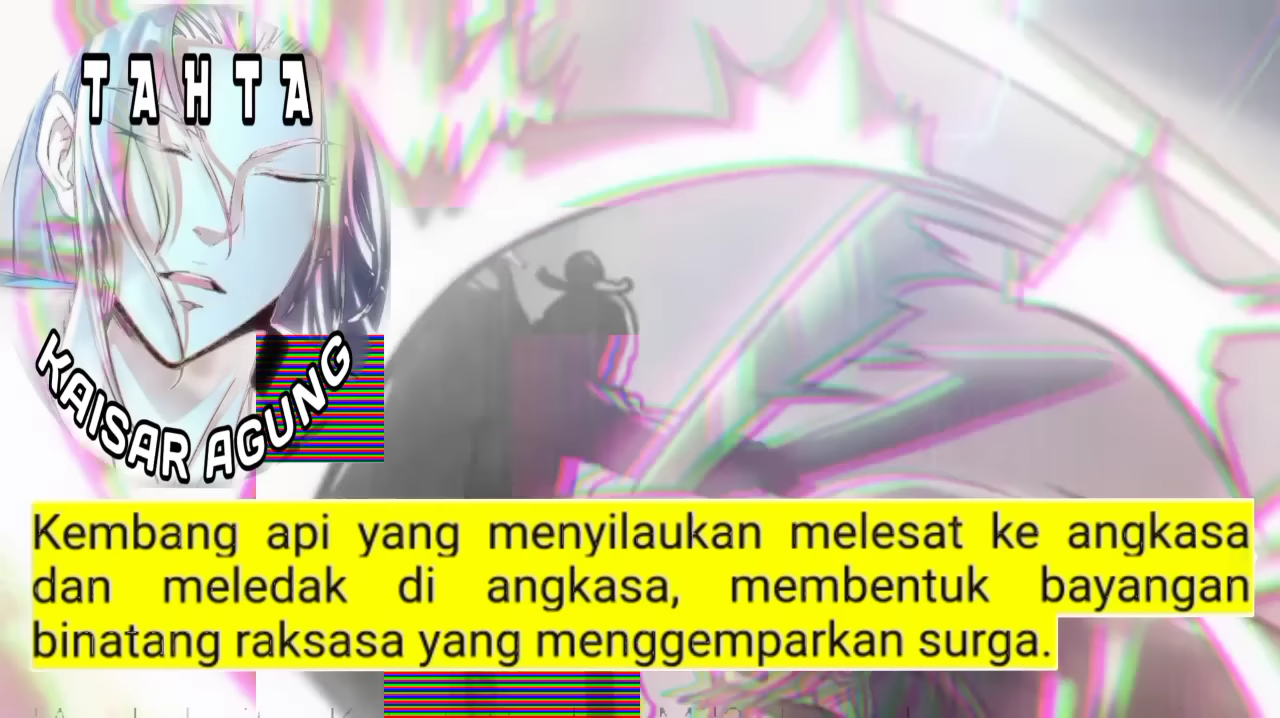 TAHTA
KAISAR AGUNG
Kembang api yang menyilaukan melesat ke angkasa
dan meledak di angkasa, membentuk bayangan
binatang raksasa yang menggemparkan surga.